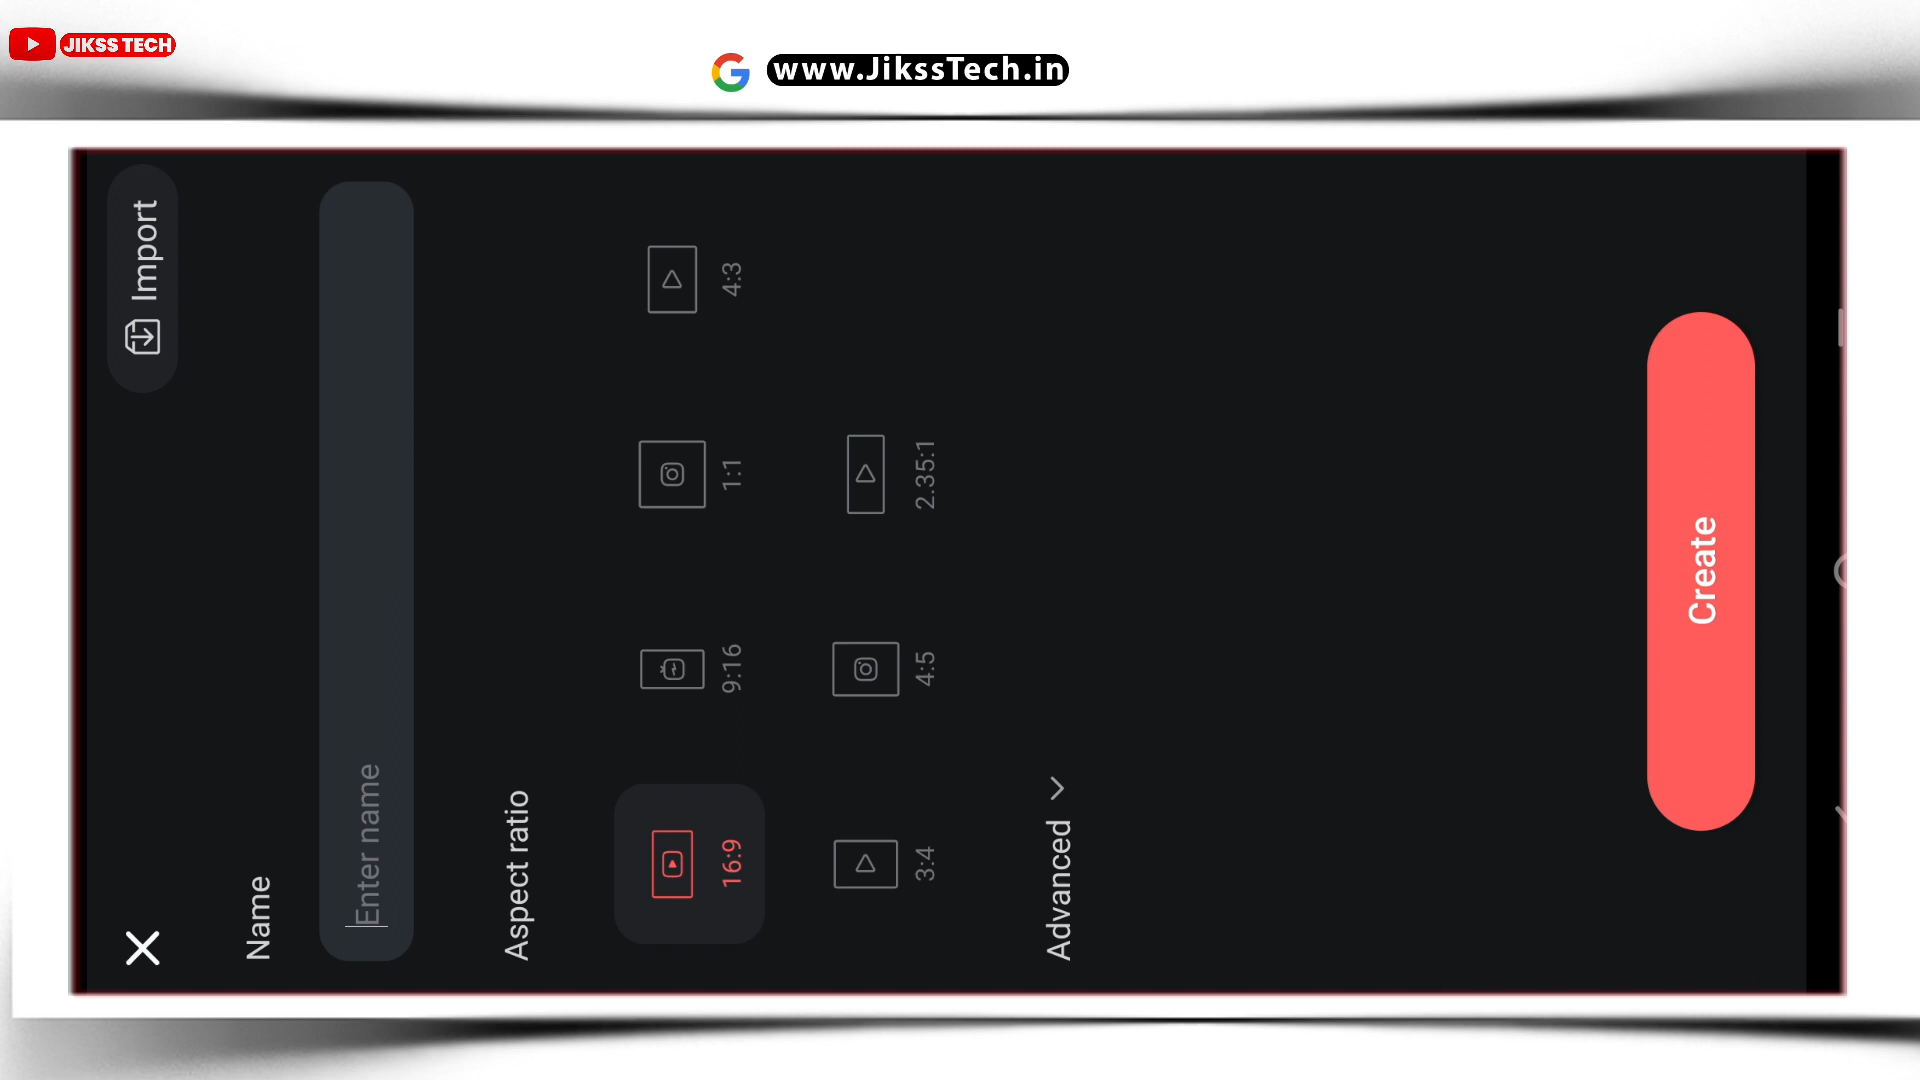 JIKSS TECH
www.JikssTech.in
Import
Name
Enter name
Aspect ratio
16:9
9:16
1:1
4:3
3:4
4:5
2.35:1
Advanced
Create